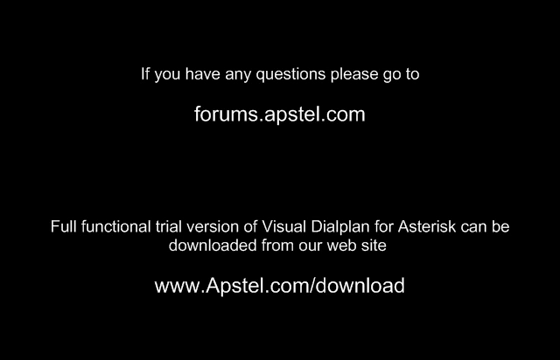 If you have any questions please go to
forums.apstel.com
Full functional trial version of Visual Dialplan for Asterisk can be
downloaded from our web site
www.Apstel.com/download